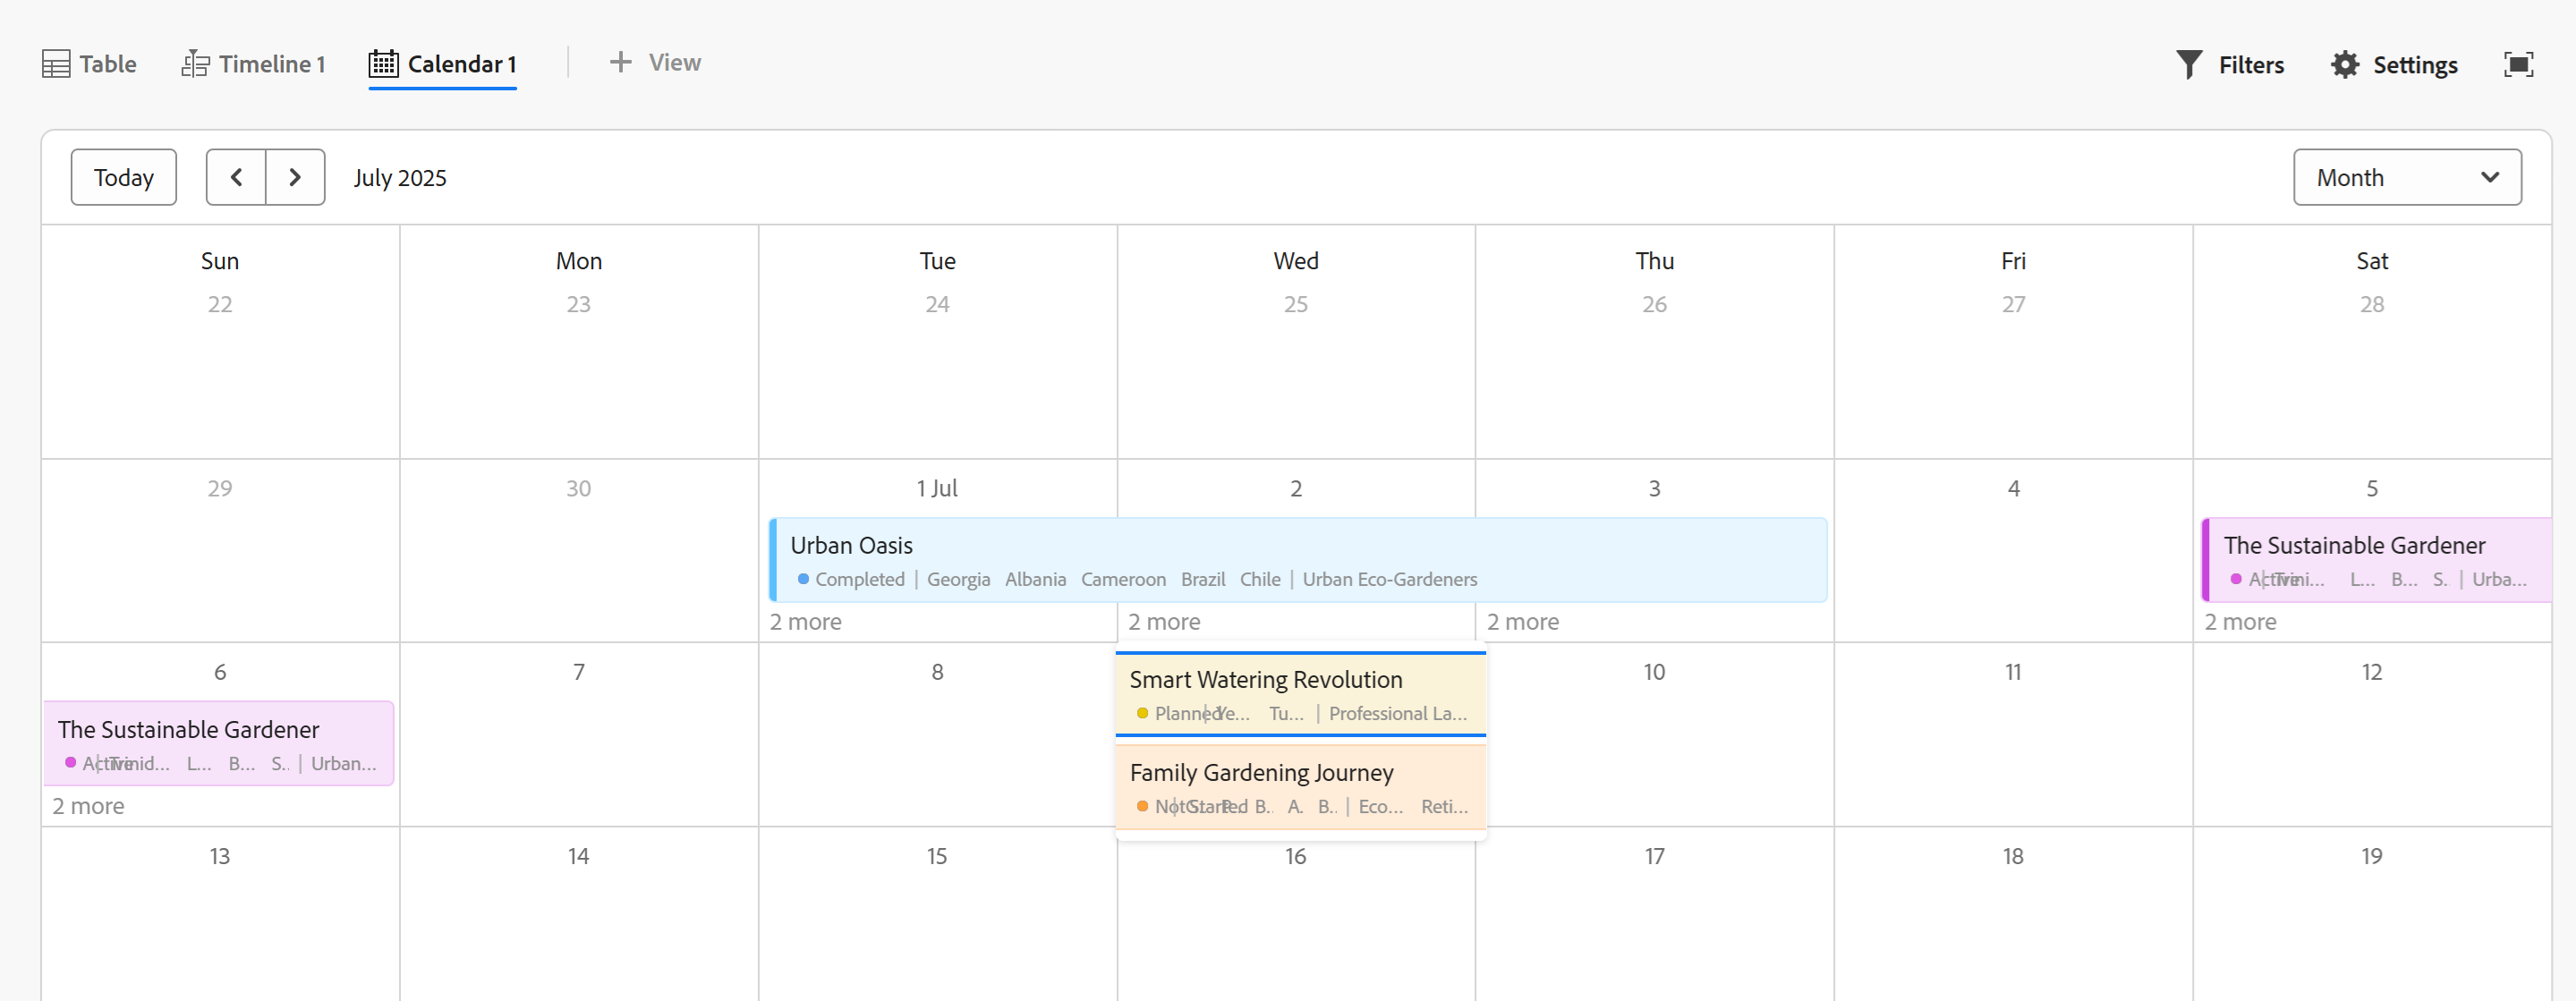 Table Timeline 1 Calendar 1 View Filters Settings
Today July 2025 Month
Sun Mon Tue Wed Thu Fri Sat
22 23 24 25 26 27 28
29 30 1 Jul 2 3 4 5
Urban Oasis
Completed | Georgia Albania Cameroon Brazil Chile | Urban Eco-Gardeners
The Sustainable Gardener
Active L... B... S. | Urba...
2 more 2 more 2 more 2 more
6 7 8 10 11 12
The Sustainable Gardener
Active L... B... S.. | Urban...
2 more
Smart Watering Revolution
Planned Ye... Tu... | Professional La...
Family Gardening Journey
Not Started B.. A. B.. | Eco... Reti...
13 14 15 16 17 18 19